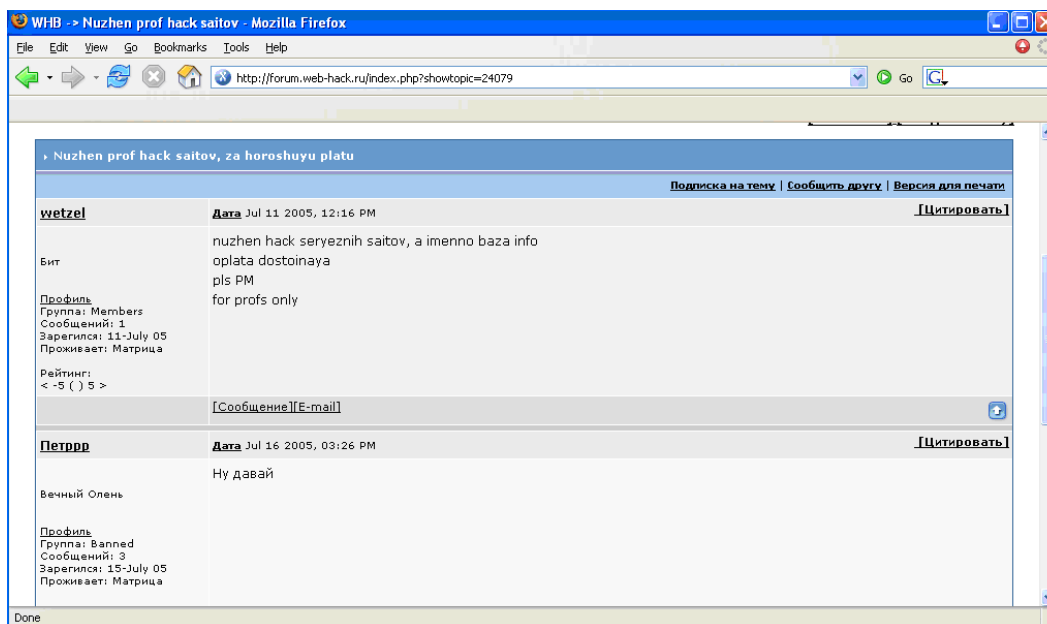 WHB -> Nuzhen prof hack saitov - Mozilla Firefox
File Edit View Go Bookmarks Tools Help
http://forum.web-hack.ru/index.php?showtopic=24079 Go G
Nuzhen prof hack saitov, za horoshuyu platu
Подписка на тему | Сообщить другу | Версия для печати
wetzel Дата Jul 11 2005, 12:16 PM [Цитировать]
nuzhen hack seryeznih saitov, a imenno baza info
Бит oplata dostoinaya
pls PM
Профиль for profs only
Группа: Members
Сообщений: 1
Зарегился: 11-July 05
Проживает: Матрица
Рейтинг:
< -5 ( ) 5 >
[Сообщение][E-mail]
Петррр Дата Jul 16 2005, 03:26 PM [Цитировать]
Ну давай
Вечный Олень
Профиль
Группа: Banned
Сообщений: 3
Зарегился: 15-July 05
Проживает: Матрица
Done